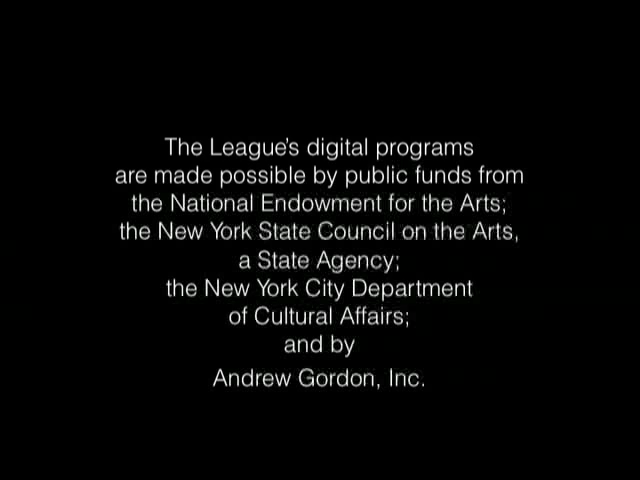 The League's digital programs
are made possible by public funds from
the National Endowment for the Arts;
the New York State Council on the Arts,
a State Agency;
the New York City Department
of Cultural Affairs;
and by
Andrew Gordon, Inc.